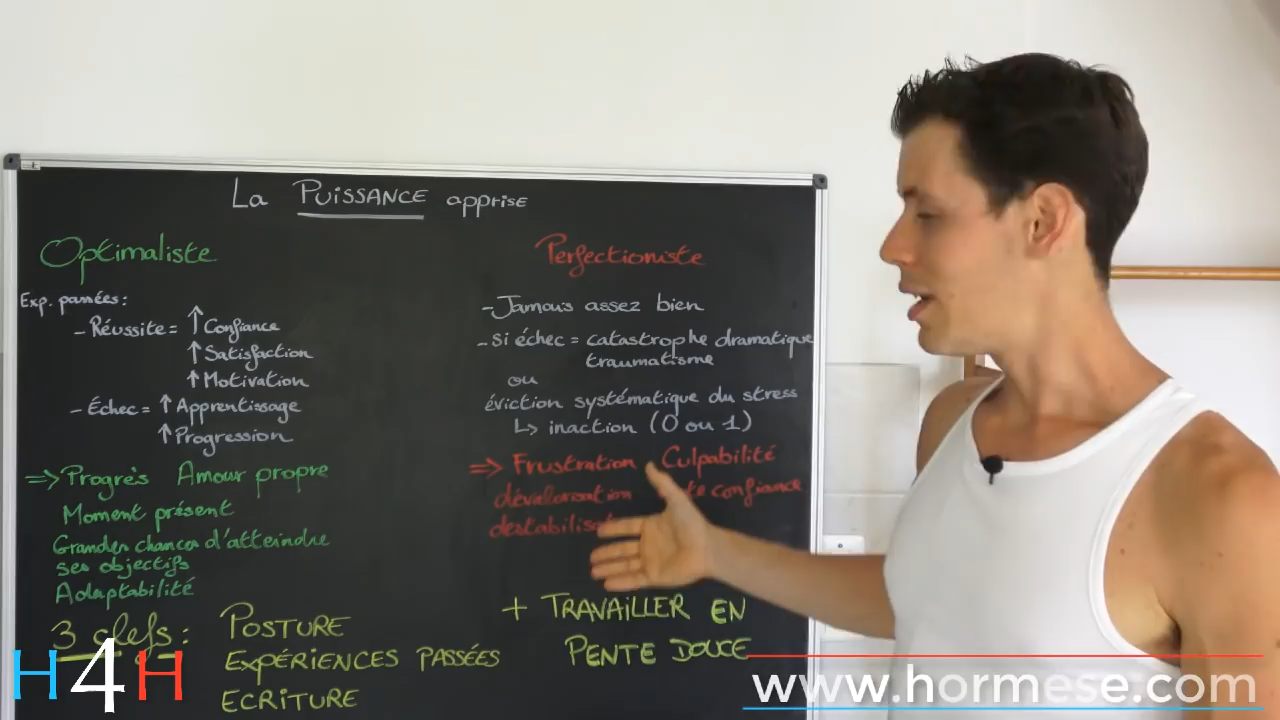 La PUISSANCE apprise
Optimaliste
Exp. passées:
- Réussite = ↑ Confiance
↑ Satisfaction
↑ Motivation
- Échec = ↑ Apprentissage
↑ Progression
=> Progrès Amour propre
Moment présent
Grandes chances d'atteindre
ses objectifs
Adaptabilité
Perfectioniste
- Jamais assez bien
- si échec = catastrophe dramatique
traumatisme
ou
éviction systématique du stress
↳ inaction (0 ou 1)
=> Frustration Culpabilité
dévalorisation confiance
3 clefs: POSTURE
EXPÉRIENCES PASSÉES
ECRITURE
+ TRAVAILLER EN
PENTE DOUCE
H4H
www.hormese.com